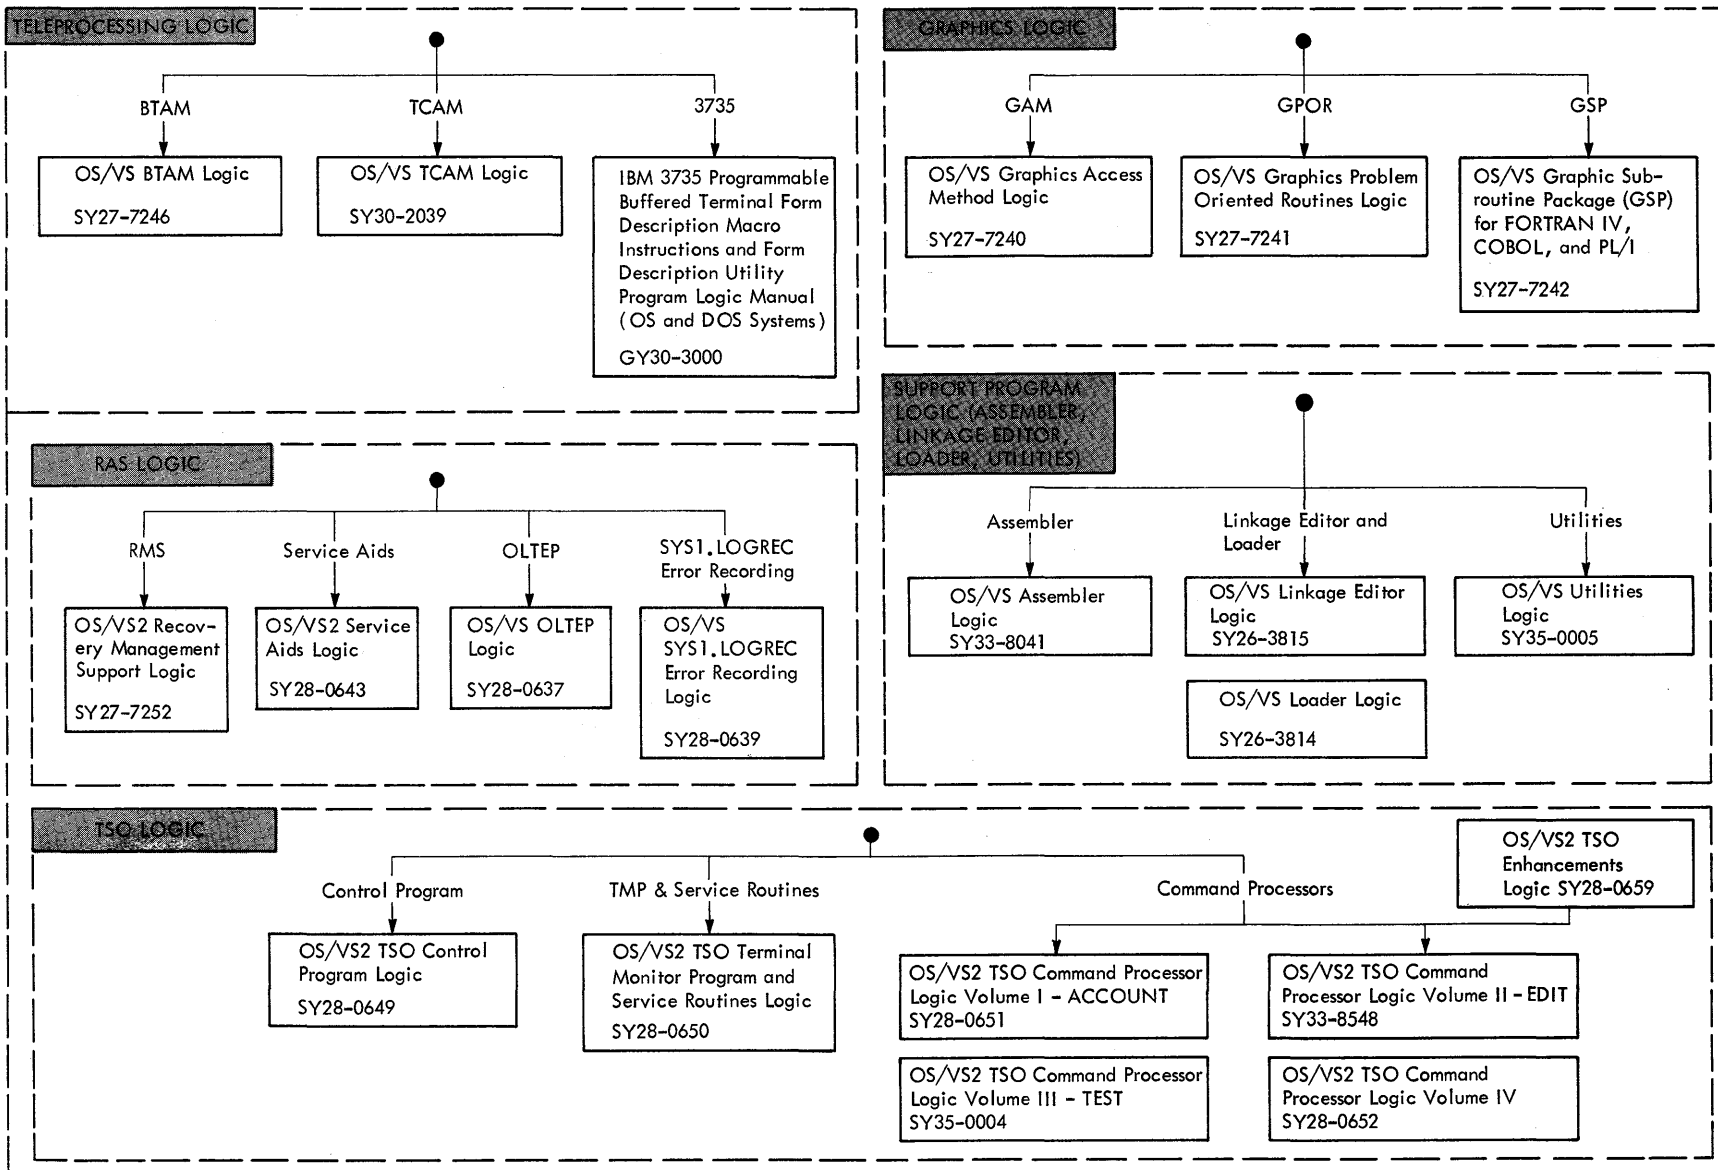 TELEPROCESSING LOGIC
BTAM
TCAM
3735
OS/VS BTAM Logic
SY27-7246
OS/VS TCAM Logic
SY30-2039
IBM 3735 Programmable
Buffered Terminal Form
Description Macro
Instructions and Form
Description Utility
Program Logic Manual
(OS and DOS Systems)
GY30-3000
GRAPHICS LOGIC
GAM
GPOR
GSP
OS/VS Graphics Access
Method Logic
SY27-7240
OS/VS Graphics Problem
Oriented Routines Logic
SY27-7241
OS/VS Graphic Sub-
routine Package (GSP)
for FORTRAN IV,
COBOL, and PL/I
SY27-7242
RAS LOGIC
RMS
Service Aids
OLTEP
SYS1.LOGREC
Error Recording
OS/VS2 Recov-
ery Management
Support Logic
SY27-7252
OS/VS2 Service
Aids Logic
SY28-0643
OS/VS OLTEP
Logic
SY28-0637
OS/VS
SYS1.LOGREC
Error Recording
Logic
SY28-0639
SUPPORT PROGRAM
LOGIC (ASSEMBLER,
LINKAGE EDITOR,
LOADER, UTILITIES)
Assembler
Linkage Editor and
Loader
Utilities
OS/VS Assembler
Logic
SY33-8041
OS/VS Linkage Editor
Logic
SY26-3815
OS/VS Utilities
Logic
SY35-0005
OS/VS Loader Logic
SY26-3814
TSO LOGIC
Control Program
TMP & Service Routines
Command Processors
OS/VS2 TSO
Enhancements
Logic SY28-0659
OS/VS2 TSO Control
Program Logic
SY28-0649
OS/VS2 TSO Terminal
Monitor Program and
Service Routines Logic
SY28-0650
OS/VS2 TSO Command Processor
Logic Volume I - ACCOUNT
SY28-0651
OS/VS2 TSO Command
Processor Logic Volume II - EDIT
SY33-8548
OS/VS2 TSO Command Processor
Logic Volume III - TEST
SY35-0004
OS/VS2 TSO Command
Processor Logic Volume IV
SY28-0652